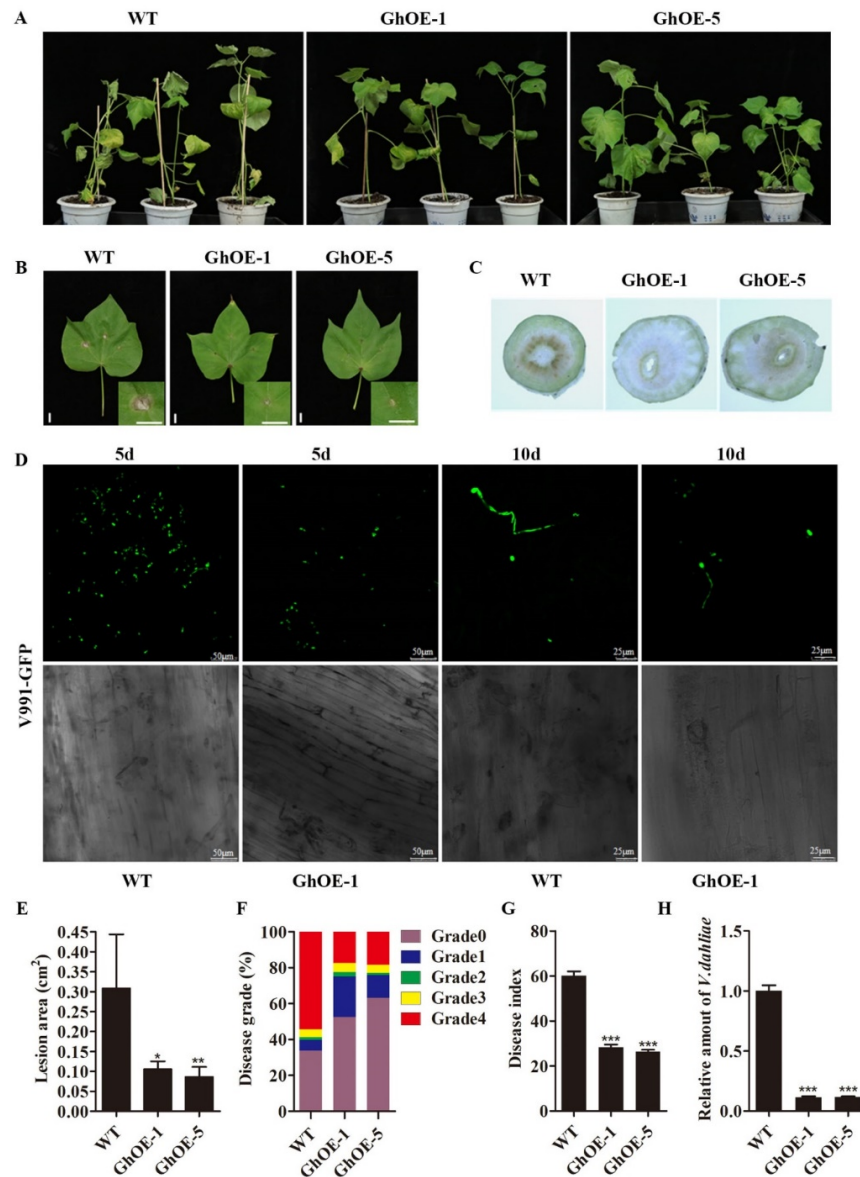 A
WT GhOE-1 GhOE-5
B
WT GhOE-1 GhOE-5
C
WT GhOE-1 GhOE-5
D
5d 5d 10d 10d
50μm 50μm 25μm 25μm
V991-GFP
50μm 50μm 25μm 25μm
WT GhOE-1 WT GhOE-1
E
Lesion area (cm²)
0.45
0.40
0.35
0.30
0.25
0.20
0.15
0.10
0.05
0.00
* **
WT GhOE-1 GhOE-5
F
Disease grade (%)
100
80
60
40
20
0
WT GhOE-1 GhOE-5
Grade0
Grade1
Grade2
Grade3
Grade4
G
Disease index
80
60
40
20
0
*** ***
WT GhOE-1 GhOE-5
H
Relative amout of V.dahliae
1.5
1.0
0.5
0.0
*** ***
WT GhOE-1 GhOE-5